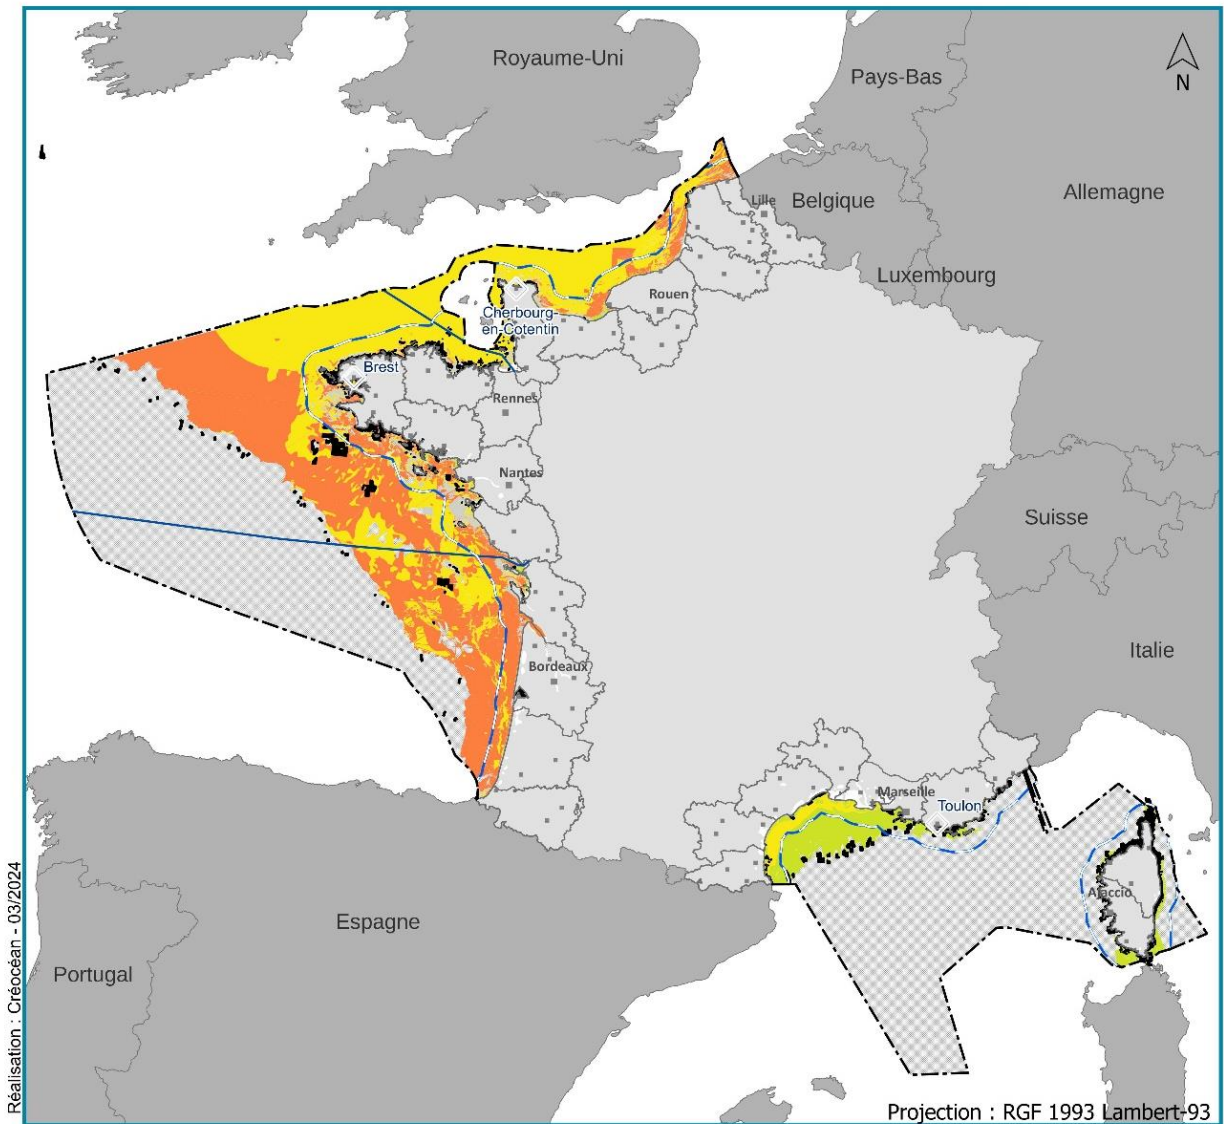 Royaume-Uni
Pays-Bas
N
Allemagne
Belgique
Lille
Luxembourg
Rouen
Cherbourg-
en-Cotentin
Brest
Rennes
Nantes
Suisse
Italie
Bordeaux
Marseille
Toulon
Ajaccio
Espagne
Portugal
Réalisation : Créocéan - 03/2024
Projection : RGF 1993 Lambert-93